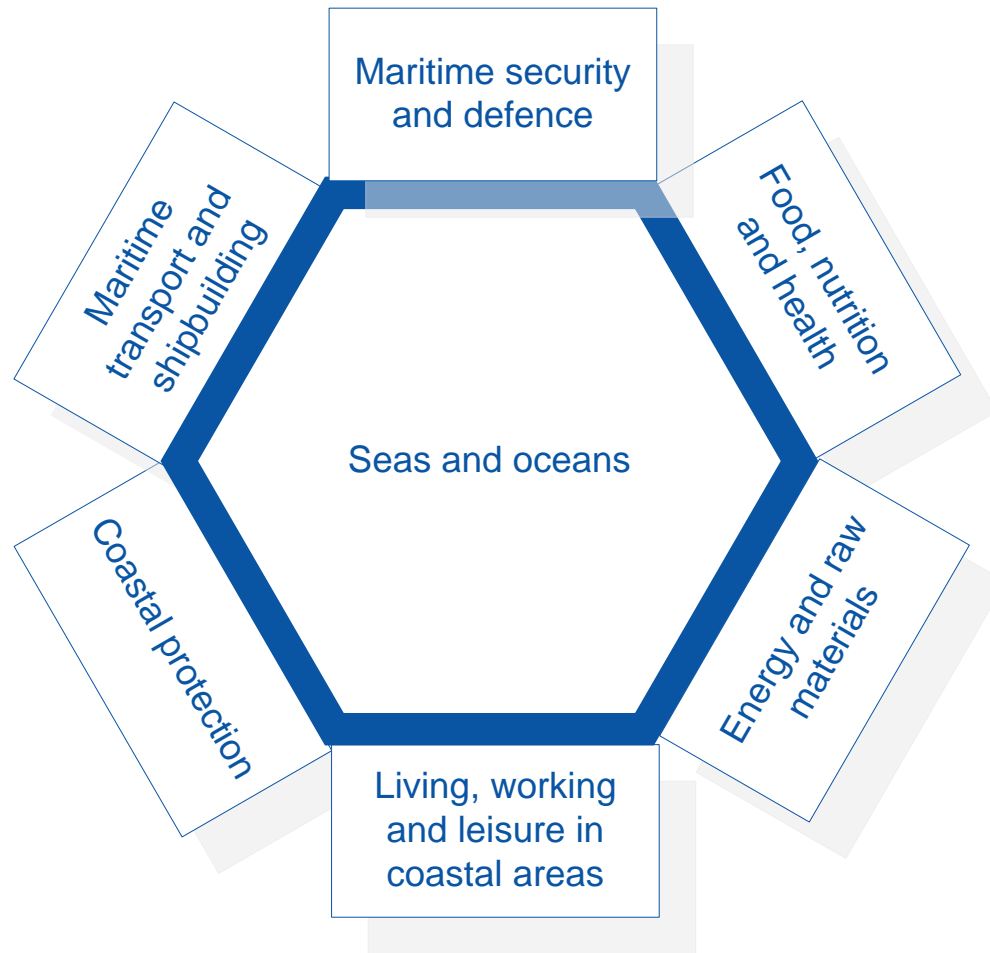 Maritime security
and defence
Food, nutrition
and health
Energy and raw
materials
Living, working
and leisure in
coastal areas
Coastal protection
Maritime
transport and
shipbuilding
Seas and oceans